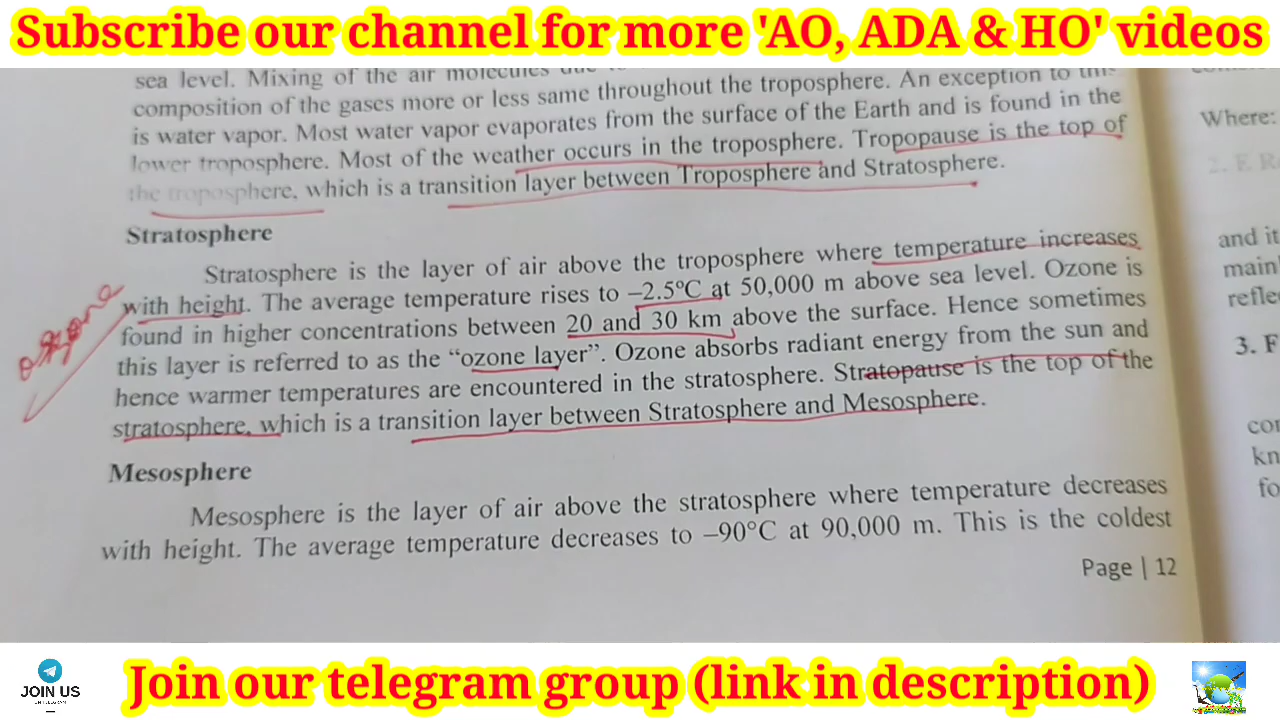 Subscribe our channel for more 'AO, ADA & HO' videos
sea level. Mixing of the air molecules due
composition of the gases more or less same throughout the troposphere. An exception to this
is water vapor. Most water vapor evaporates from the surface of the Earth and is found in the
lower troposphere. Most of the weather occurs in the troposphere. Tropopause is the top of
the troposphere, which is a transition layer between Troposphere and Stratosphere.
Stratosphere
Stratosphere is the layer of air above the troposphere where temperature increases
with height. The average temperature rises to –2.5°C at 50,000 m above sea level. Ozone is
found in higher concentrations between 20 and 30 km above the surface. Hence sometimes
this layer is referred to as the “ozone layer”. Ozone absorbs radiant energy from the sun and
hence warmer temperatures are encountered in the stratosphere. Stratopause is the top of the
stratosphere, which is a transition layer between Stratosphere and Mesosphere.
ozone
Mesosphere
Mesosphere is the layer of air above the stratosphere where temperature decreases
with height. The average temperature decreases to –90°C at 90,000 m. This is the coldest
Page | 12
Where:
2. E R
and it
main
refle
3. F
con
kn
fo
JOIN US
ON TELEGRAM
Join our telegram group (link in description)